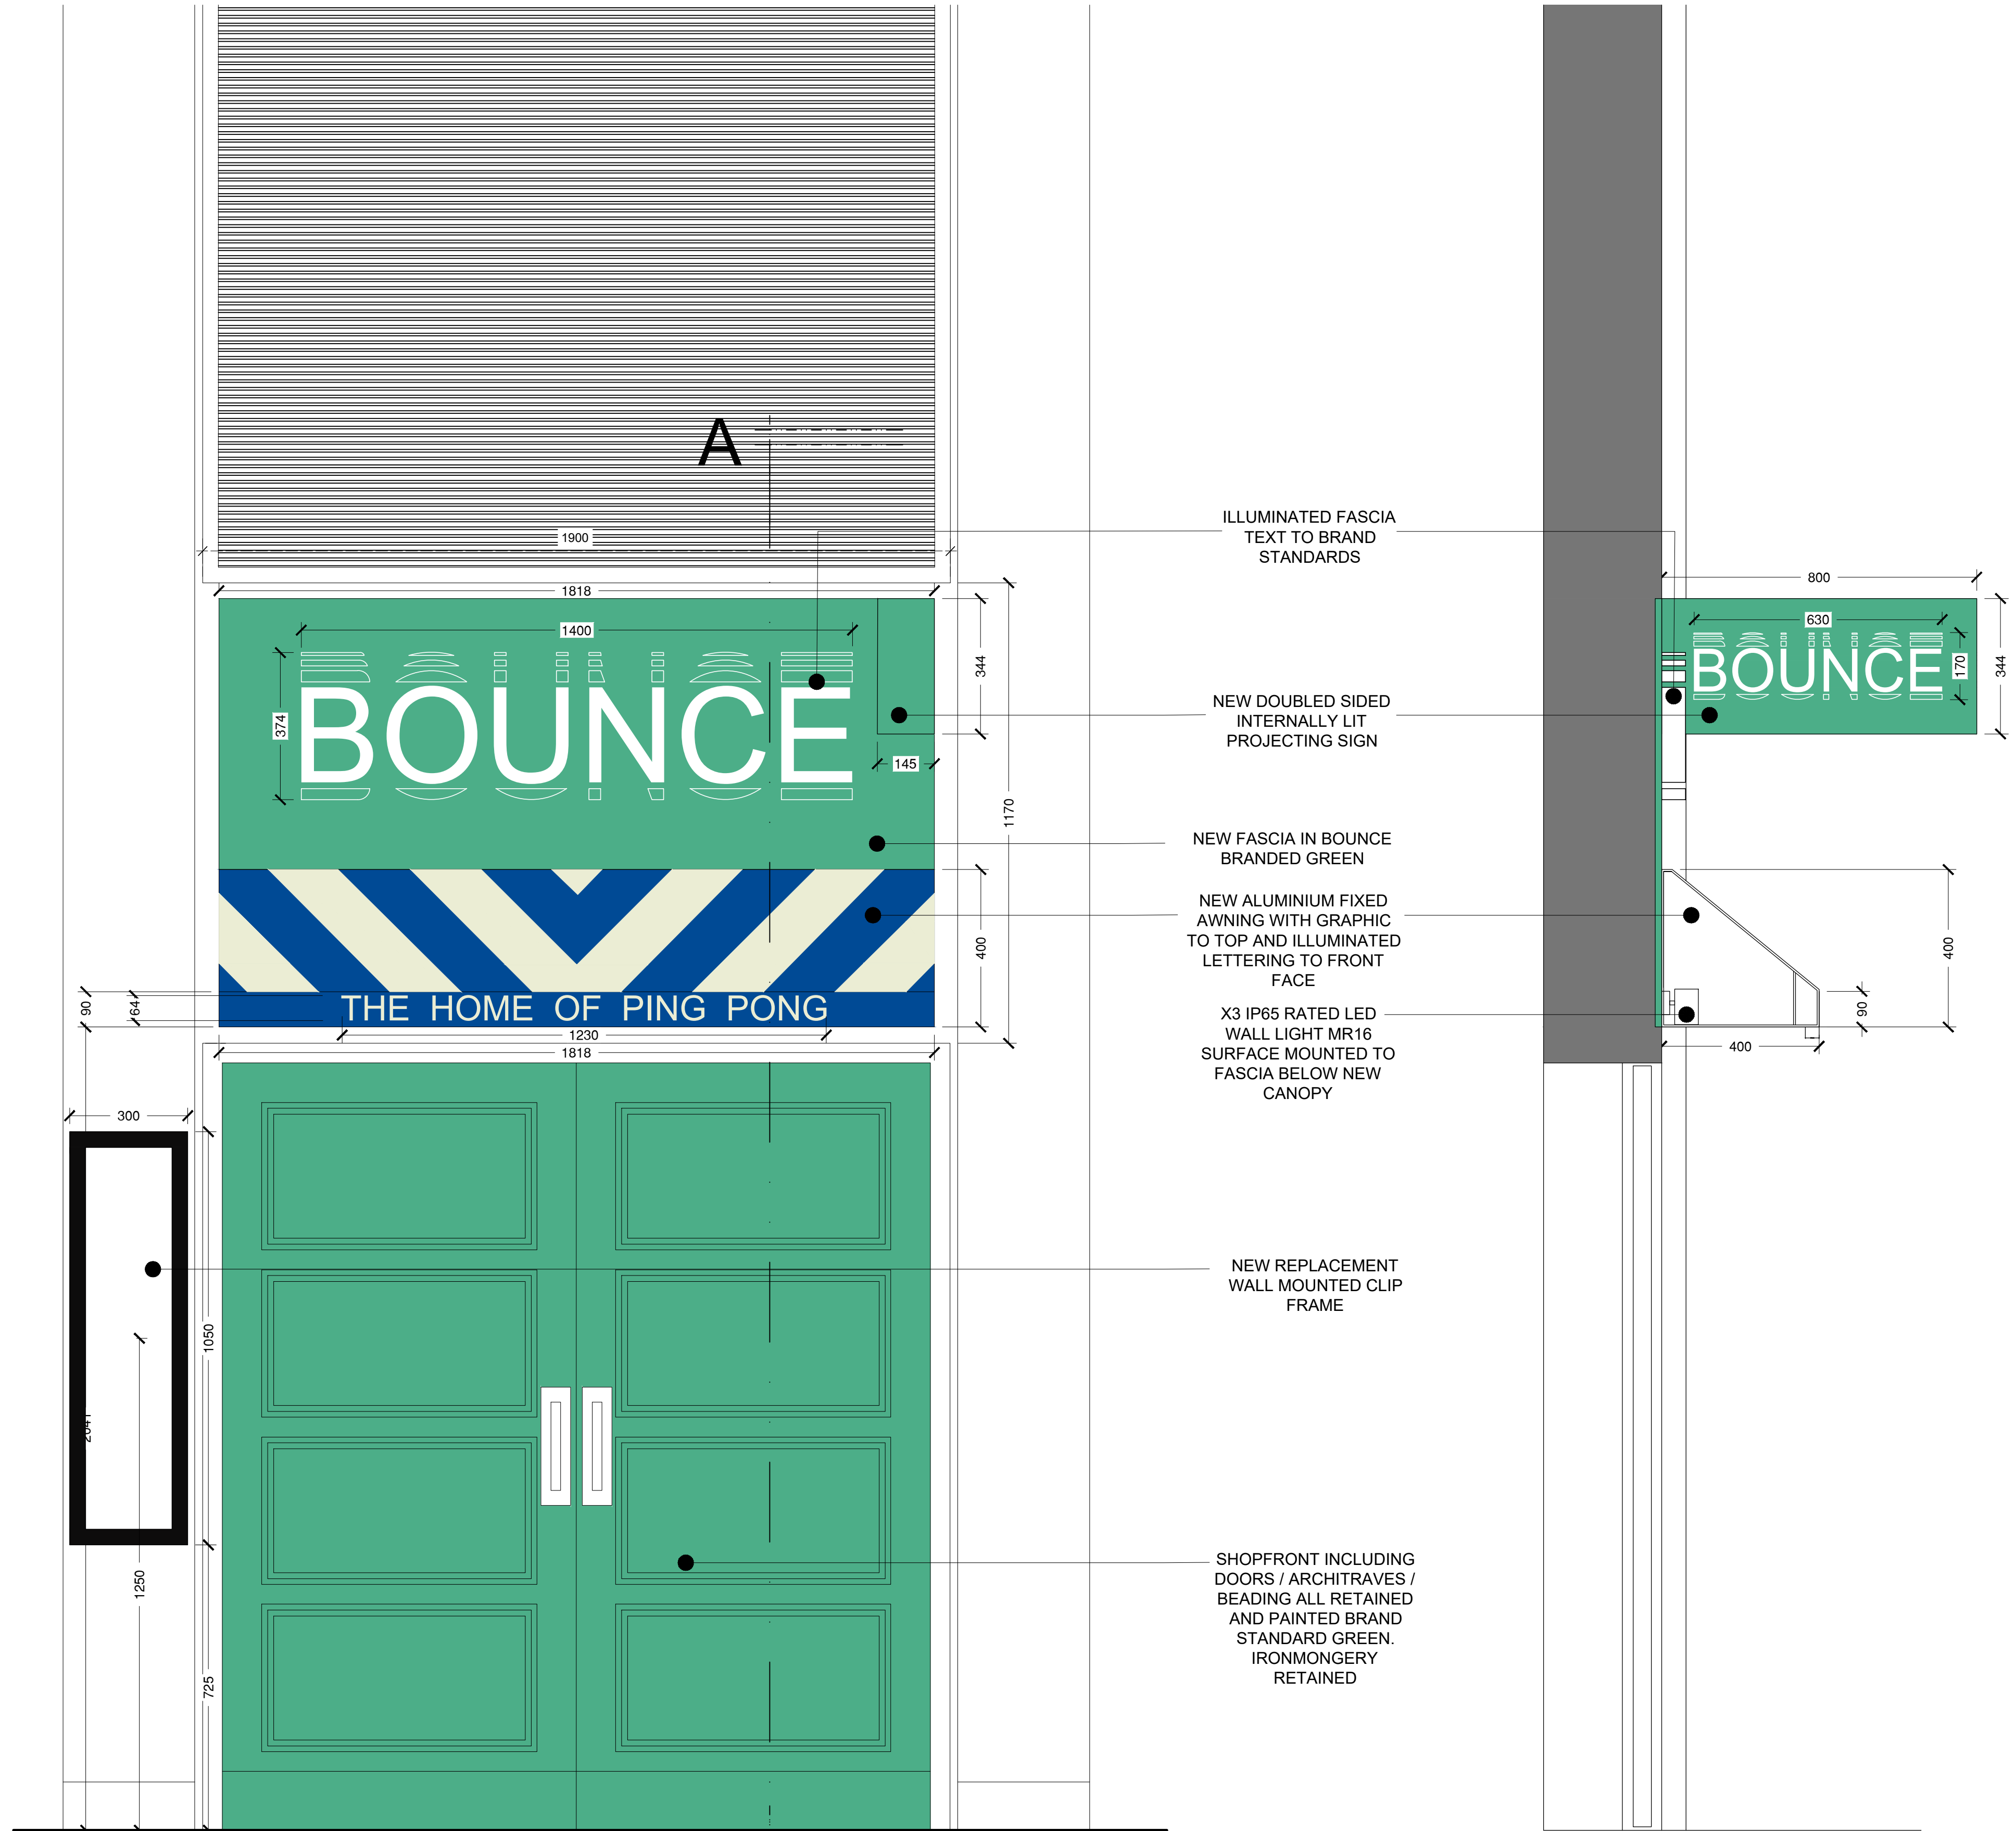 A
1900
1818
1400
BOUNCE
374
344
145
1170
400
THE HOME OF PING PONG
90
64
1230
1818
300
1050
1250
725
ILLUMINATED FASCIA
TEXT TO BRAND
STANDARDS
NEW DOUBLED SIDED
INTERNALLY LIT
PROJECTING SIGN
NEW FASCIA IN BOUNCE
BRANDED GREEN
NEW ALUMINIUM FIXED
AWNING WITH GRAPHIC
TO TOP AND ILLUMINATED
LETTERING TO FRONT
FACE
X3 IP65 RATED LED
WALL LIGHT MR16
SURFACE MOUNTED TO
FASCIA BELOW NEW
CANOPY
NEW REPLACEMENT
WALL MOUNTED CLIP
FRAME
SHOPFRONT INCLUDING
DOORS / ARCHITRAVES /
BEADING ALL RETAINED
AND PAINTED BRAND
STANDARD GREEN.
IRONMONGERY
RETAINED
800
630
BOUNCE
170
344
400
90
400